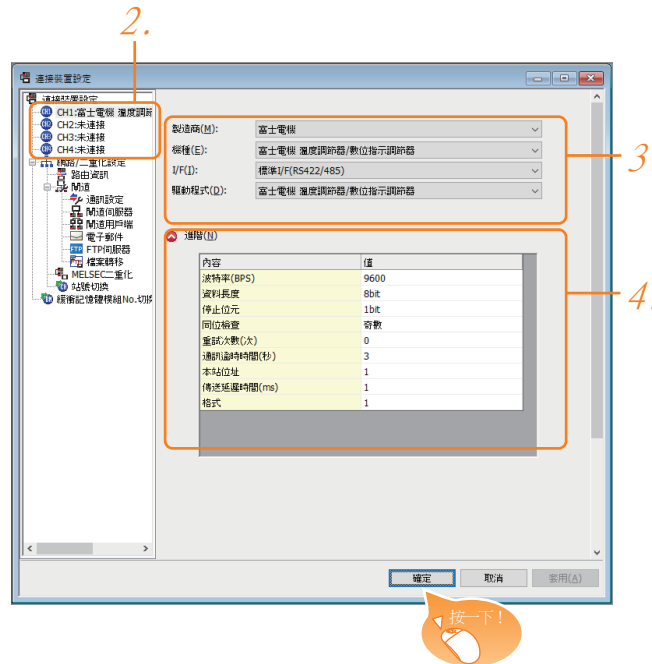 2.
連接裝置設定
連接裝置設定
CH1:富士電機 溫度調節
CH2:未連接
CH3:未連接
CH4:未連接
網路/二重化設定
路由資訊
閘道
通訊設定
閘道伺服器
閘道用戶端
電子郵件
FTP伺服器
檔案轉移
MELSEC二重化
站號切換
緩衝記憶體模組No.切換
製造商(M): 富士電機
機種(E): 富士電機 溫度調節器/數位指示調節器
I/F(I): 標準I/F(RS422/485)
驅動程式(D): 富士電機 溫度調節器/數位指示調節器
3
進階(N)
內容 值
波特率(BPS) 9600
資料長度 8bit
停止位元 1bit
同位檢查 奇數
重試次數(次) 0
通訊逾時時間(秒) 3
本站位址 1
傳送延遲時間(ms) 1
格式 1
4.
確定 取消 套用(A)
按一下!